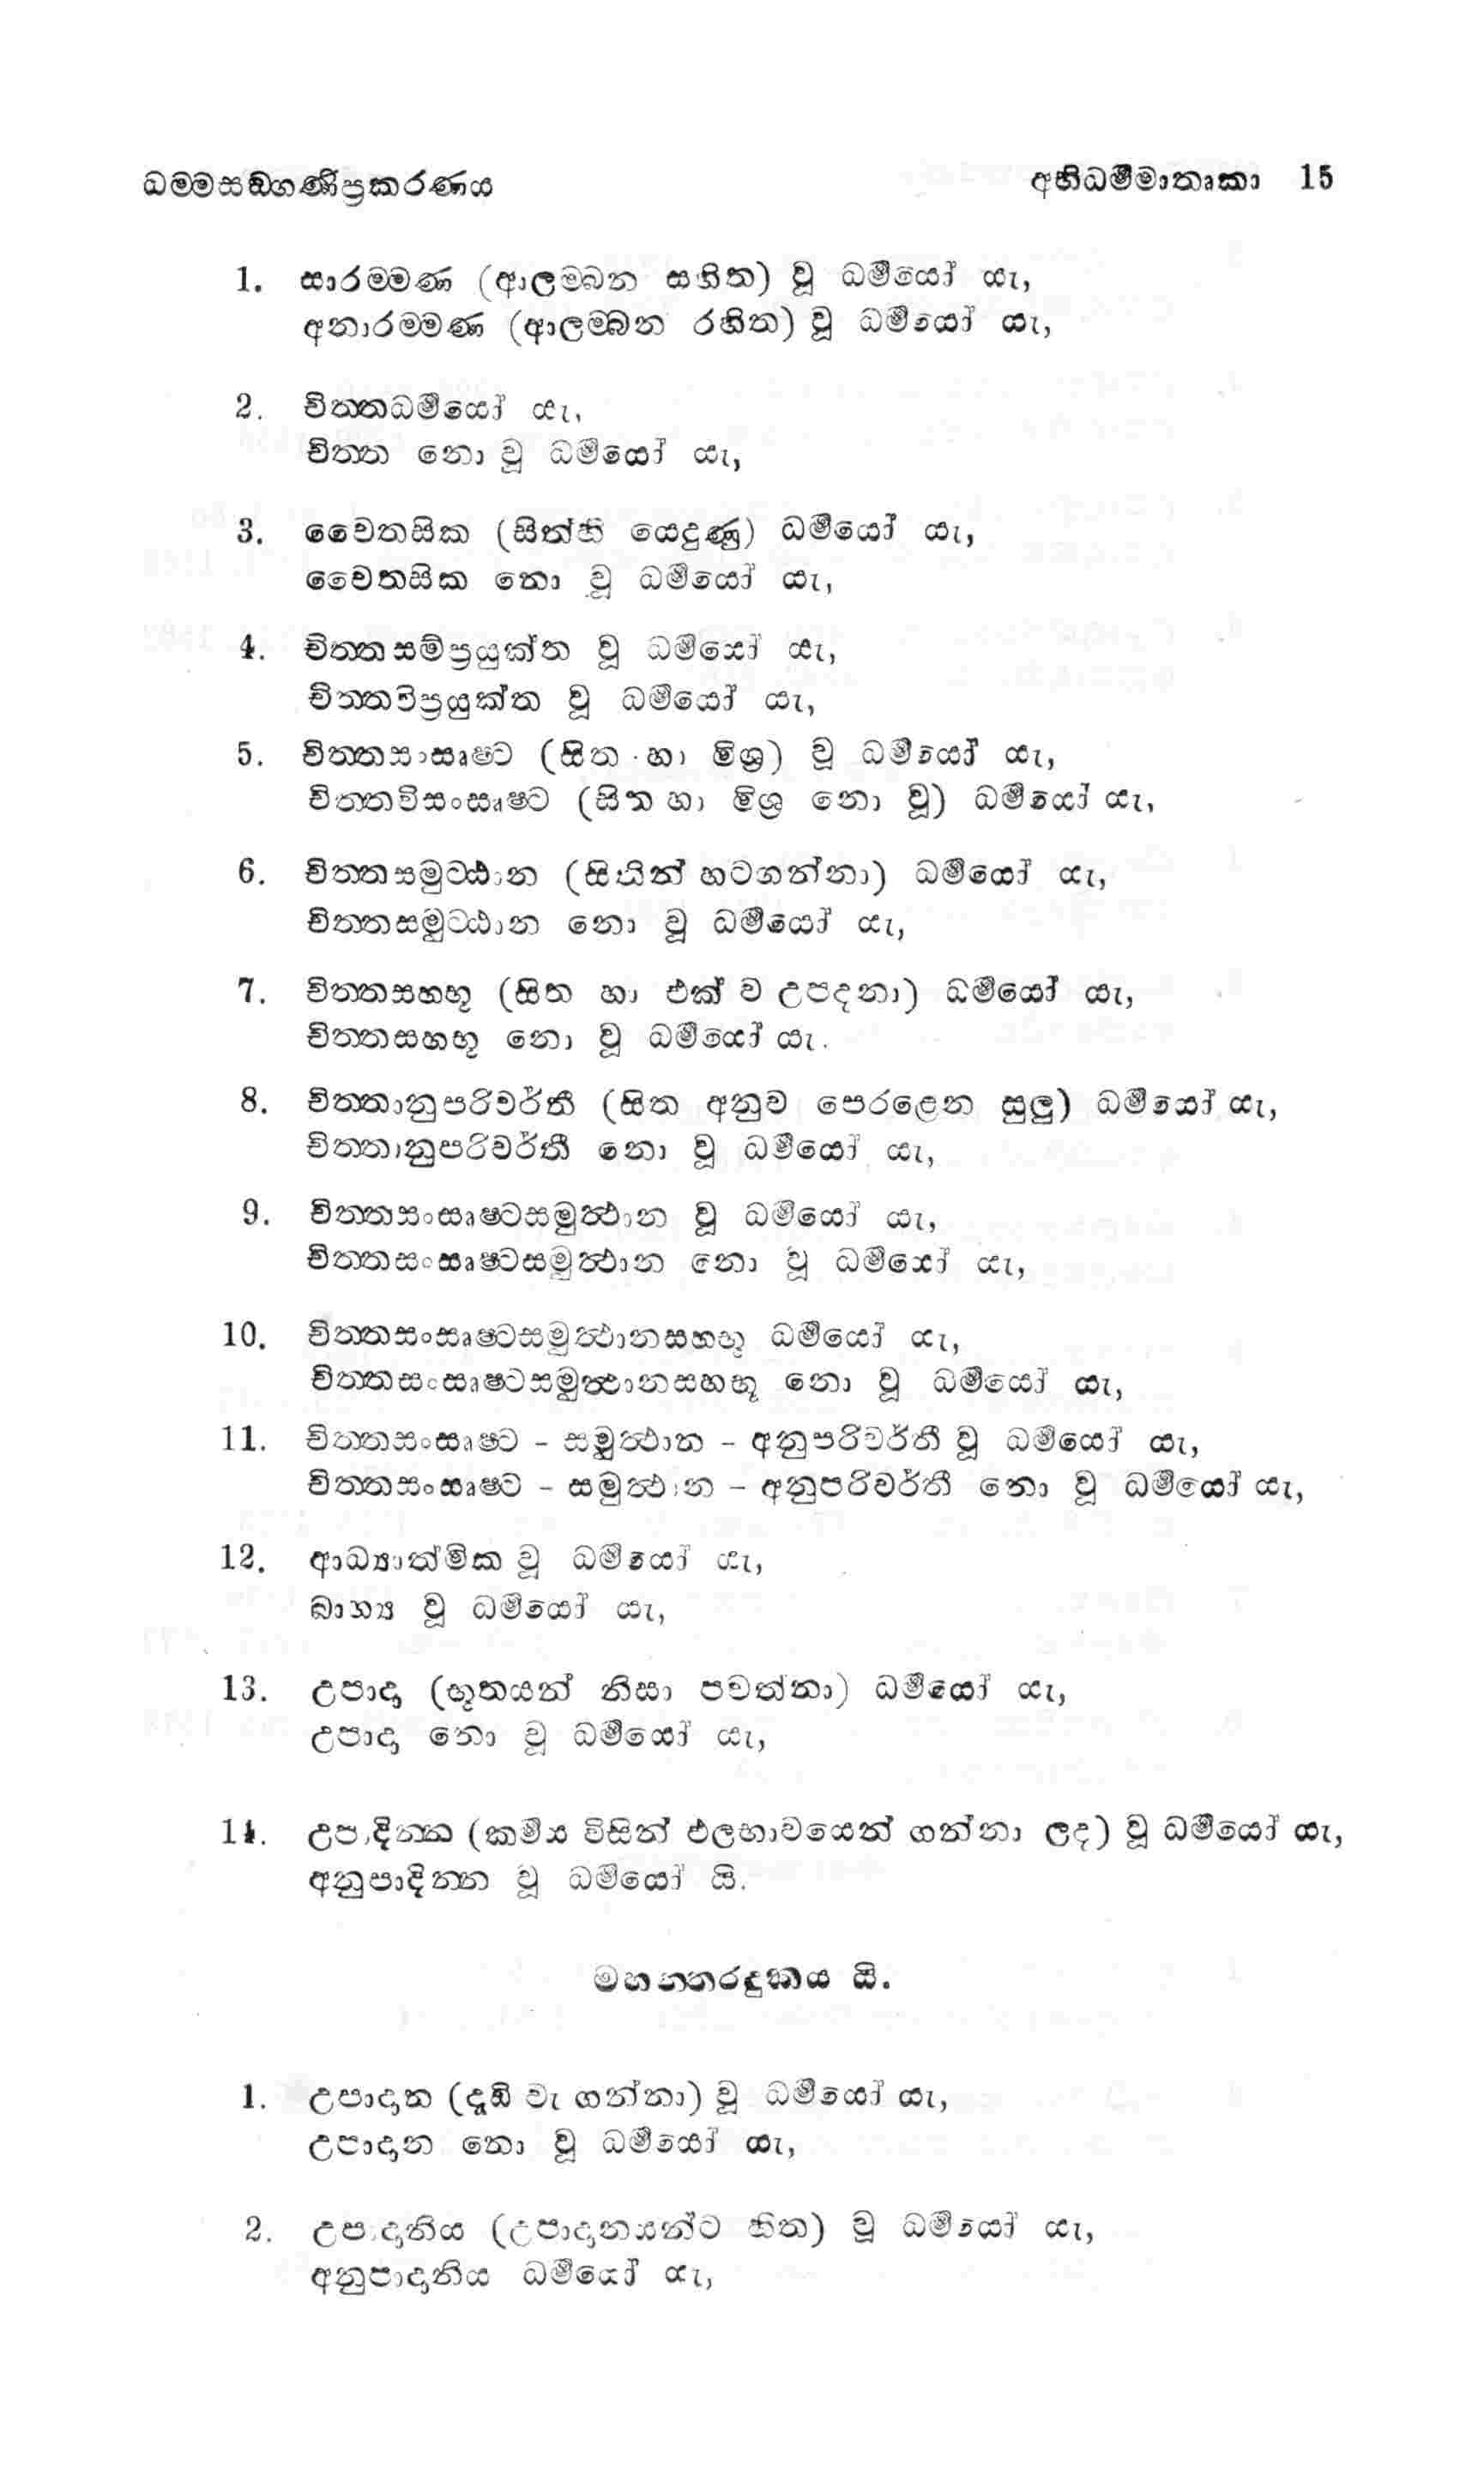 ධම්මසඞ්ගණිප්‍රකරණය අභිධර්මමාතෘකා 15
1. සාරම්මණ (ආලම්බන සහිත) වූ ධර්මයෝ යැ,
අනාරම්මණ (ආලම්බන රහිත) වූ ධර්මයෝ යැ,
2. චිත්තධර්මයෝ යැ,
චිත්ත නො වූ ධර්මයෝ යැ,
3. චෛතසික (සිත්හි යෙදුණු) ධර්මයෝ යැ,
චෛතසික නො වූ ධර්මයෝ යැ,
4. චිත්තසම්ප්‍රයුක්ත වූ ධර්මයෝ යැ,
චිත්තවිප්‍රයුක්ත වූ ධර්මයෝ යැ,
5. චිත්තසංසෘෂ්ට (සිත හා මිශ්‍ර) වූ ධර්මයෝ යැ,
චිත්තවිසංසෘෂ්ට (සිත හා මිශ්‍ර නො වූ) ධර්මයෝ යැ,
6. චිත්තසමුට්ඨාන (සිතින් හටගන්නා) ධර්මයෝ යැ,
චිත්තසමුට්ඨාන නො වූ ධර්මයෝ යැ,
7. චිත්තසහභූ (සිත හා එක් ව උපදනා) ධර්මයෝ යැ,
චිත්තසහභූ නො වූ ධර්මයෝ යැ.
8. චිත්තානුපරිවර්තී (සිත අනුව පෙරළෙන සුලු) ධර්මයෝ යැ,
චිත්තානුපරිවර්තී නො වූ ධර්මයෝ යැ,
9. චිත්තසංසෘෂ්ටසමුත්ථාන වූ ධර්මයෝ යැ,
චිත්තසංසෘෂ්ටසමුත්ථාන නො වූ ධර්මයෝ යැ,
10. චිත්තසංසෘෂ්ටසමුත්ථානසහභූ ධර්මයෝ යැ,
චිත්තසංසෘෂ්ටසමුත්ථානසහභූ නො වූ ධර්මයෝ යැ,
11. චිත්තසංසෘෂ්ට - සමුත්ථාන - අනුපරිවර්තී වූ ධර්මයෝ යැ,
චිත්තසංසෘෂ්ට - සමුත්ථාන - අනුපරිවර්තී නො වූ ධර්මයෝ යැ,
12. ආධ්‍යාත්මික වූ ධර්මයෝ යැ,
බාහ්‍ය වූ ධර්මයෝ යැ,
13. උපාදා (භූතයන් නිසා පවත්නා) ධර්මයෝ යැ,
උපාදා නො වූ ධර්මයෝ යැ,
14. උපාදින්න (කර්මය විසින් ඵලභාවයෙන් ගන්නා ලද) වූ ධර්මයෝ යැ,
අනුපාදින්න වූ ධර්මයෝ යි.
මහන්තරදුකය යි.
1. උපාදාන (දැඩි වැ ගන්නා) වූ ධර්මයෝ යැ,
උපාදාන නො වූ ධර්මයෝ යැ,
2. උපාදානිය (උපාදානයන්ට හිත) වූ ධර්මයෝ යැ,
අනුපාදානිය ධර්මයෝ යැ,